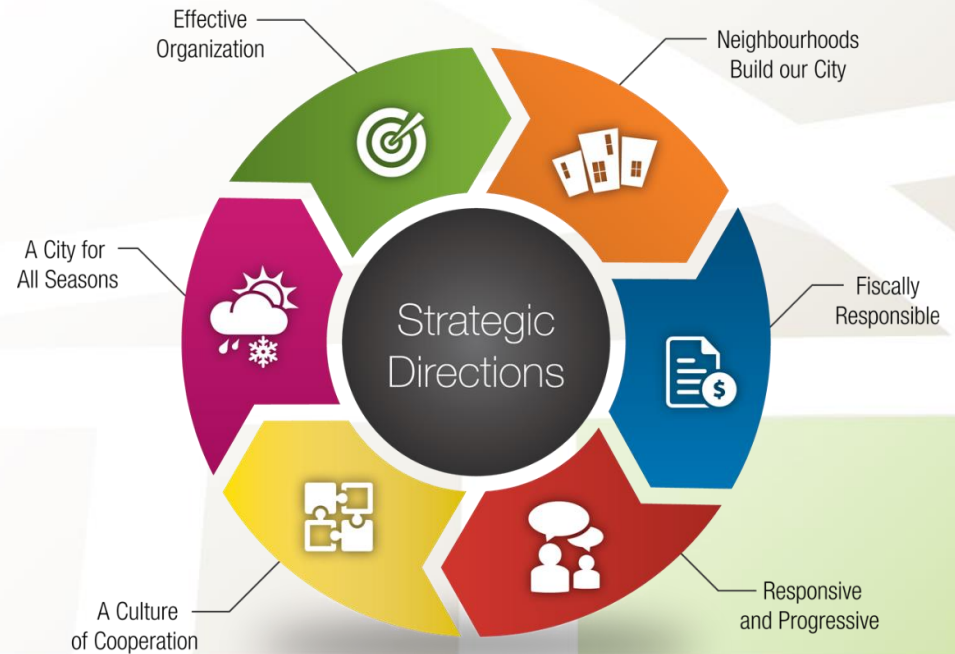 Effective
Organization
Neighbourhoods
Build our City
A City for
All Seasons
Fiscally
Responsible
Strategic
Directions
$
A Culture
of Cooperation
Responsive
and Progressive